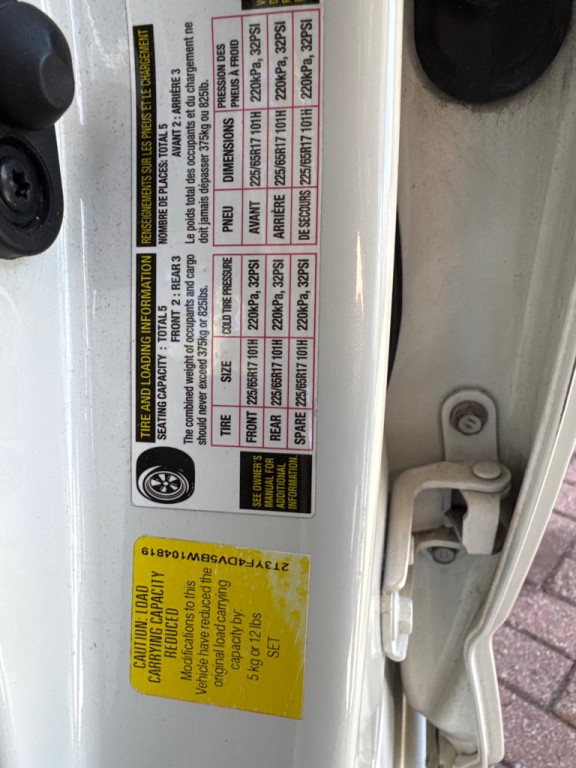 TIRE AND LOADING INFORMATION
SEATING CAPACITY : TOTAL 5
FRONT 2 : REAR 3
The combined weight of occupants and cargo
should never exceed 375kg or 825lbs.
TIRE SIZE COLD TIRE PRESSURE
FRONT 225/65R17 101H 220kPa, 32PSI
REAR 225/65R17 101H 220kPa, 32PSI
SPARE 225/65R17 101H 220kPa, 32PSI
SEE OWNER'S
MANUAL FOR
ADDITIONAL
INFORMATION.
RENSEIGNEMENTS SUR LES PNEUS ET LE CHARGEMENT
NOMBRE DE PLACES: TOTAL 5
AVANT 2 : ARRIÈRE 3
Le poids total des occupants et du chargement ne
doit jamais dépasser 375kg ou 825lb.
PNEU DIMENSIONS PRESSION DES
PNEUS À FROID
AVANT 225/65R17 101H 220kPa, 32PSI
ARRIÈRE 225/65R17 101H 220kPa, 32PSI
DE SECOURS 225/65R17 101H 220kPa, 32PSI
CAUTION: LOAD
CARRYING CAPACITY
REDUCED
Modifications to this
Vehicle have reduced the
original load carrying
capacity by:
5 kg or 12 lbs
SET
2T3YF4DV5BW104819